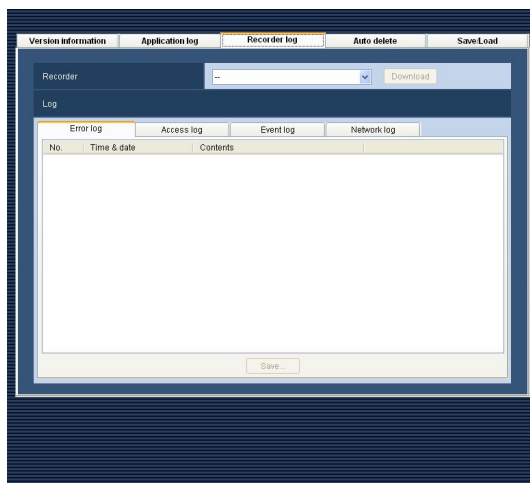 Version information Application log Recorder log Auto delete Save/Load
Recorder -- Download
Log
Error log Access log Event log Network log
No. Time & date Contents
Save...